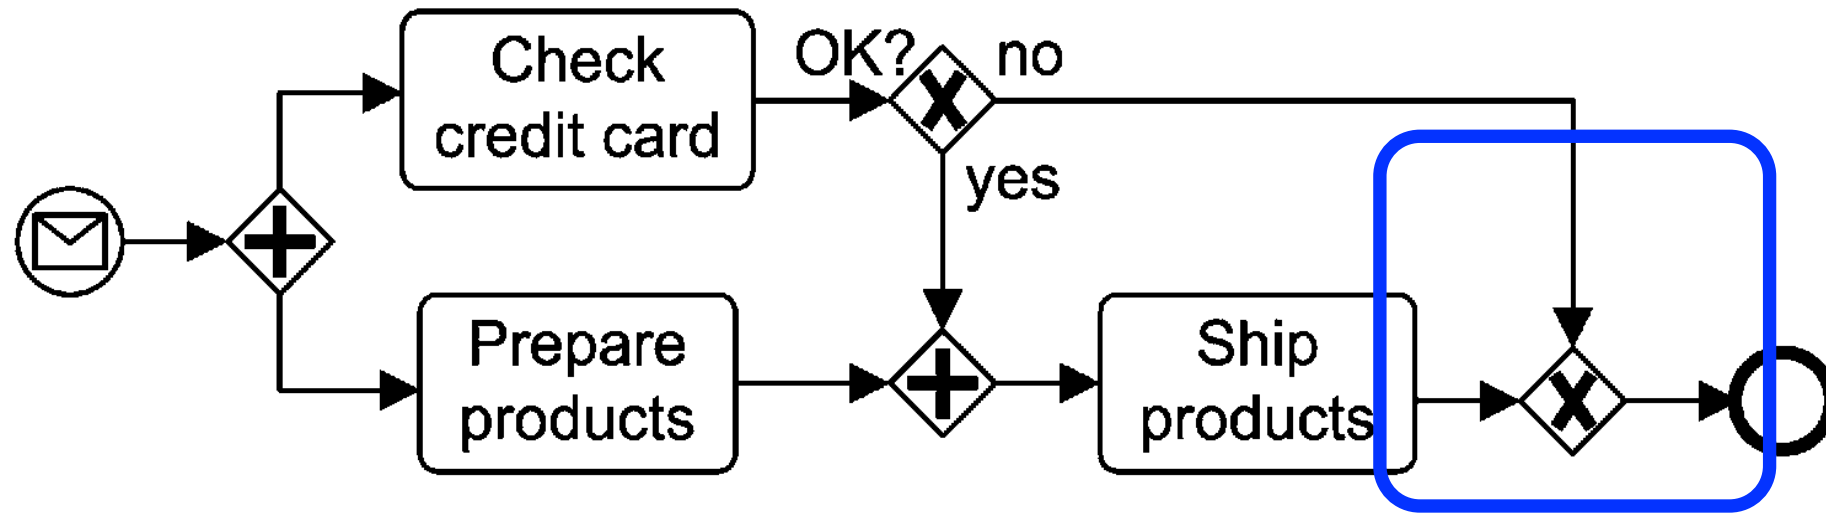 Check
credit card
OK?
no
yes
Prepare
products
Ship
products